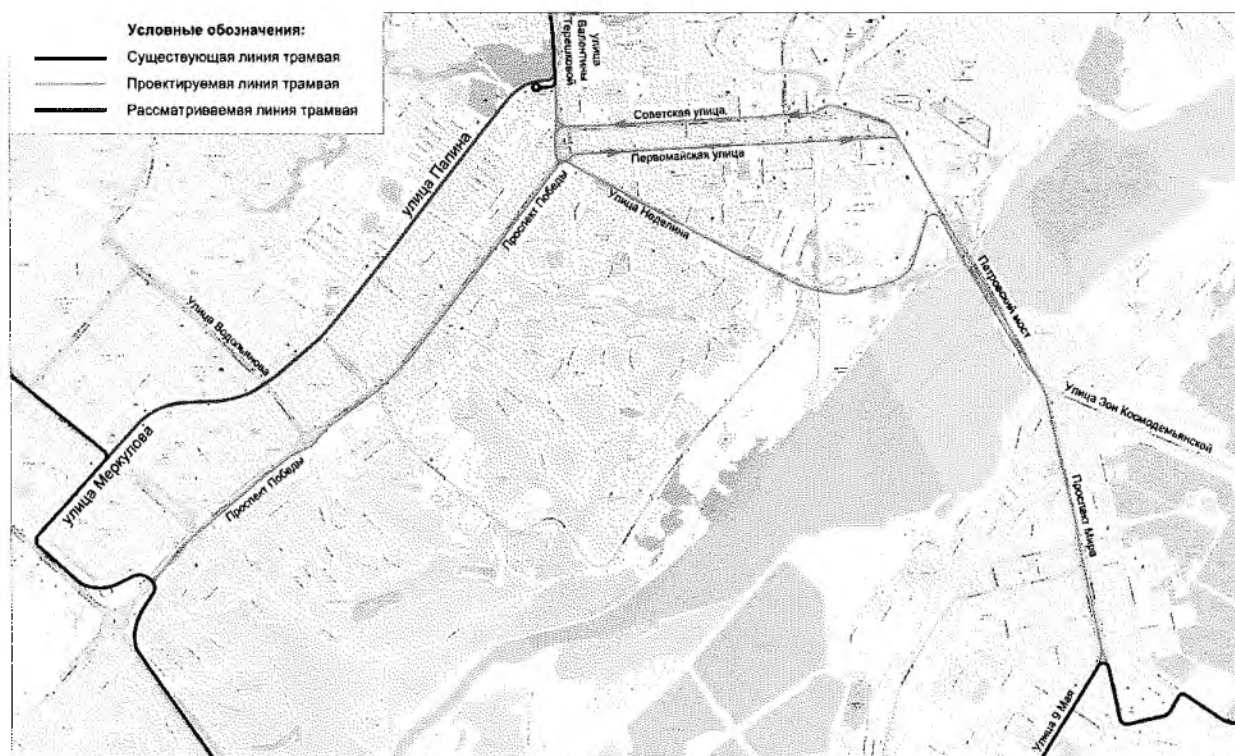 Условные обозначения:
Существующая линия трамвая
Проектируемая линия трамвая
Рассматриваемая линия трамвая
улица
Валентины
Терешковой
Советская улица
Первомайская улица
улица Папина
Проспект Победы
Улица Неделина
Петровский мост
Улица Водопьянова
Улица Зои Космодемьянской
улица Меркулова
Проспект Победы
Проспект Мира
Улица 9 Мая